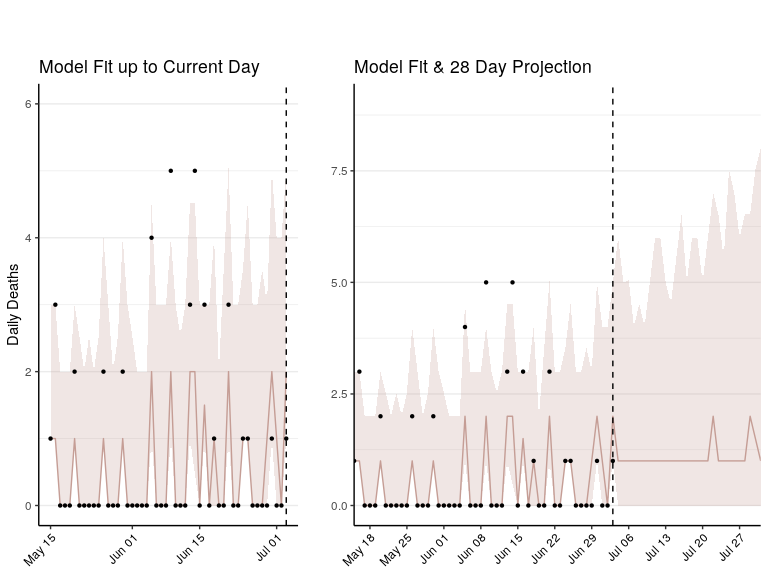 Model Fit up to Current Day
Daily Deaths
6
4
2
0
May 15
Jun 01
Jun 15
Jul 01
Model Fit & 28 Day Projection
7.5
5.0
2.5
0.0
May 18
May 25
Jun 01
Jun 08
Jun 15
Jun 22
Jun 29
Jul 06
Jul 13
Jul 20
Jul 27